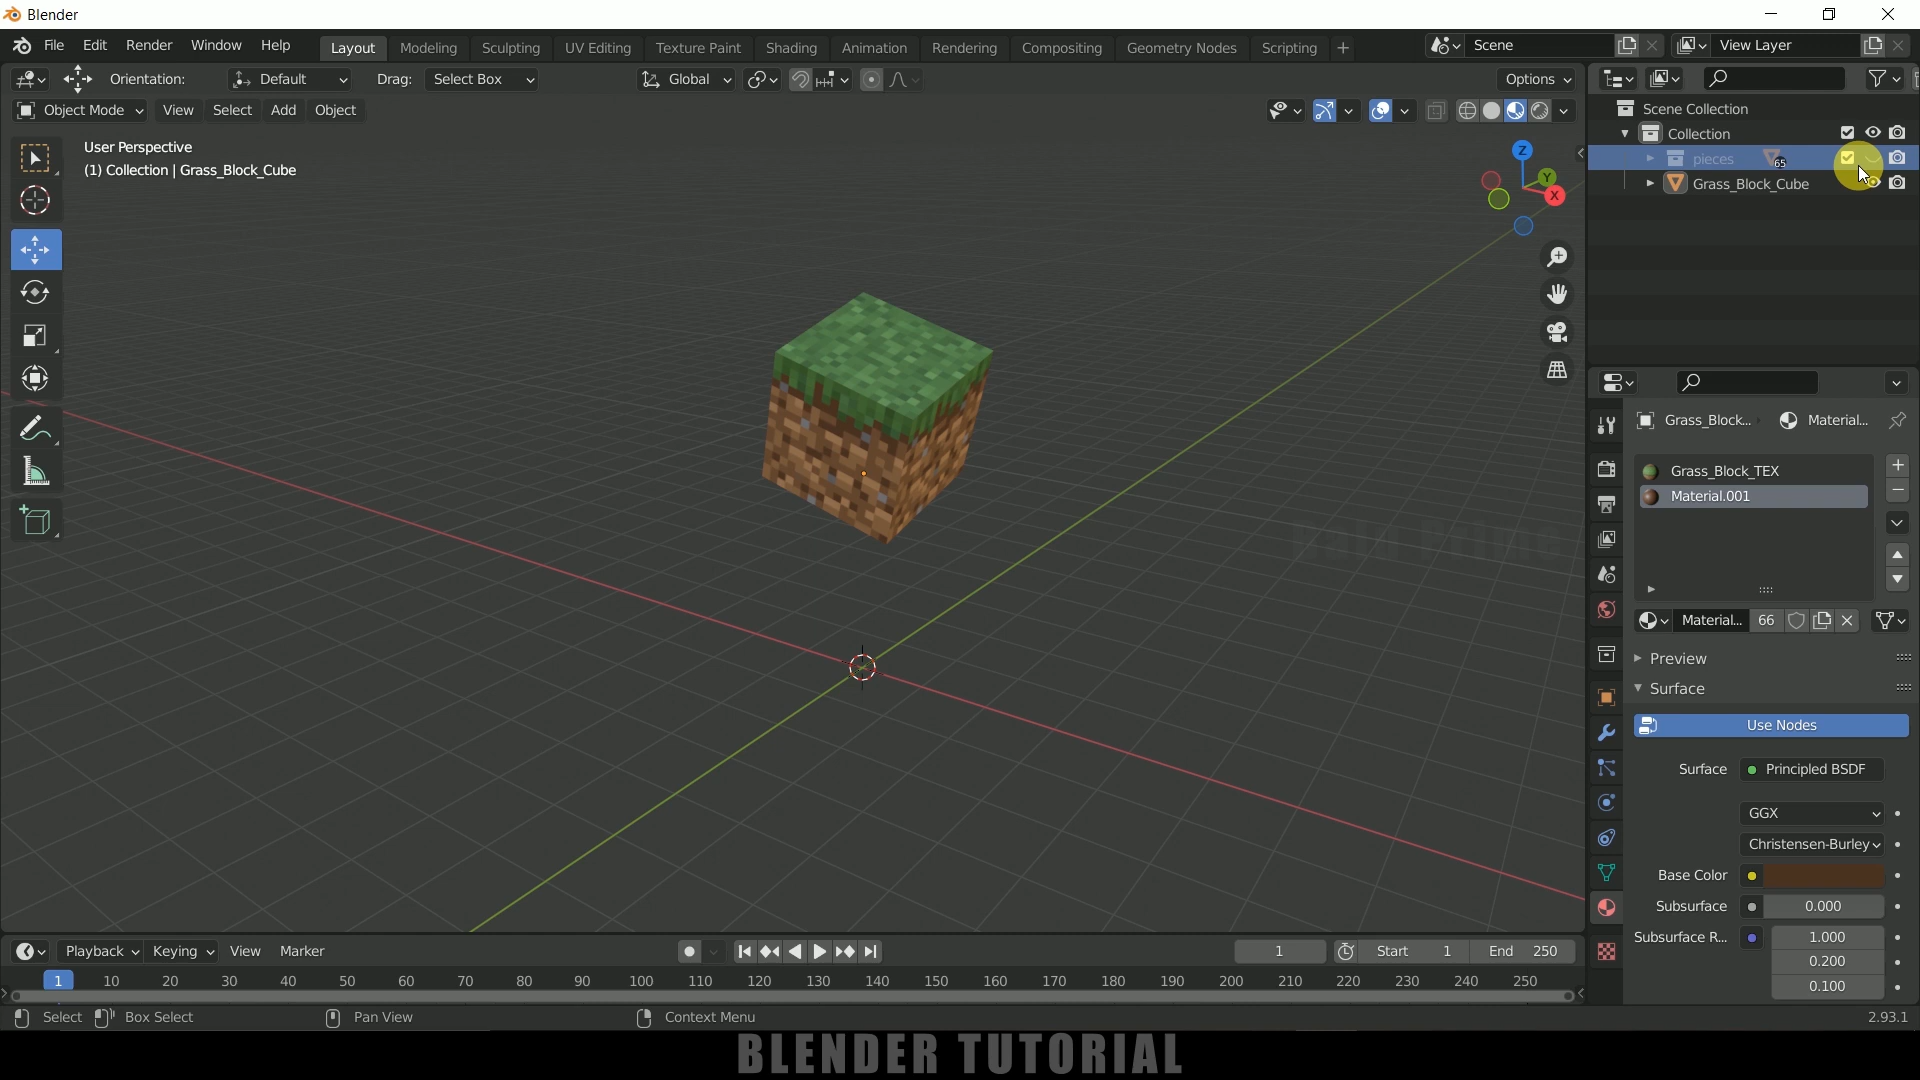 Blender
File Edit Render Window Help Layout Modeling Sculpting UV Editing Texture Paint Shading Animation Rendering Compositing Geometry Nodes Scripting + Scene View Layer
Orientation: Default Drag: Select Box Global Options
Object Mode View Select Add Object
User Perspective
(1) Collection | Grass_Block_Cube
Z
Y
X
Scene Collection
Collection
pieces 65
Grass_Block_Cube
Grass_Block... Material...
Grass_Block_TEX
Material.001
Material... 66
Preview
Surface
Use Nodes
Surface Principled BSDF
GGX
Christensen-Burley
Base Color
Subsurface 0.000
Subsurface R... 1.000
0.200
0.100
Paln Prime
Playback Keying View Marker 1 Start 1 End 250
1 10 20 30 40 50 60 70 80 90 100 110 120 130 140 150 160 170 180 190 200 210 220 230 240 250
Select Box Select Pan View Context Menu 2.93.1
BLENDER TUTORIAL